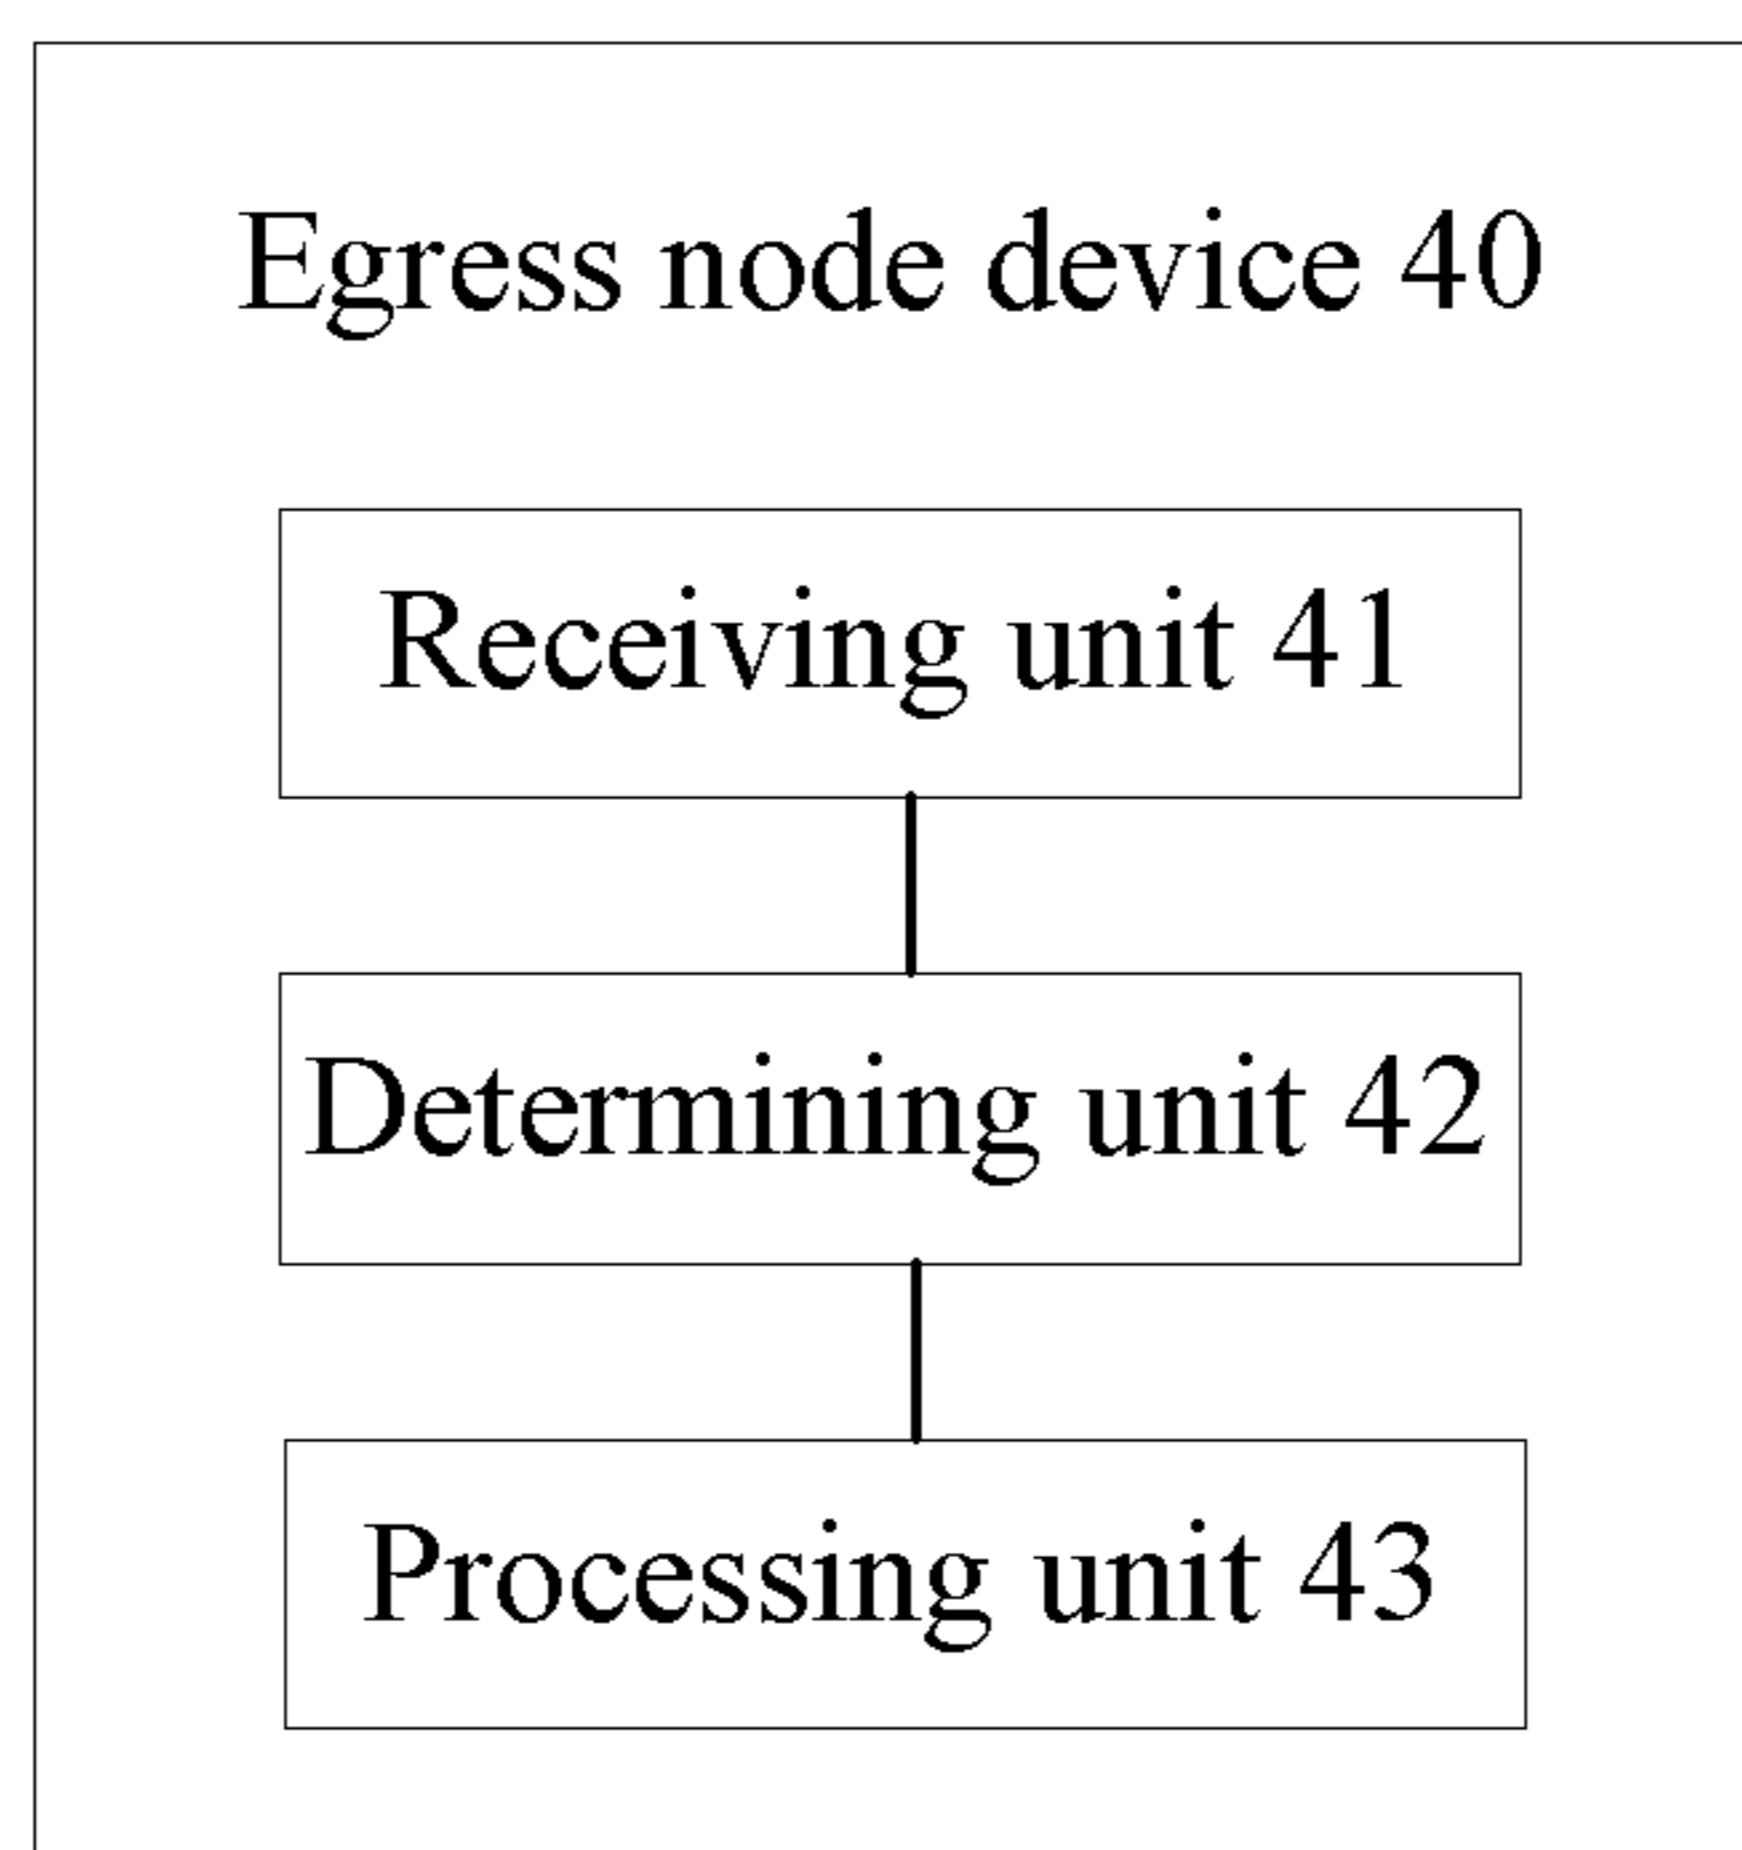 Egress node device 40
Receiving unit 41
Determining unit 42
Processing unit 43